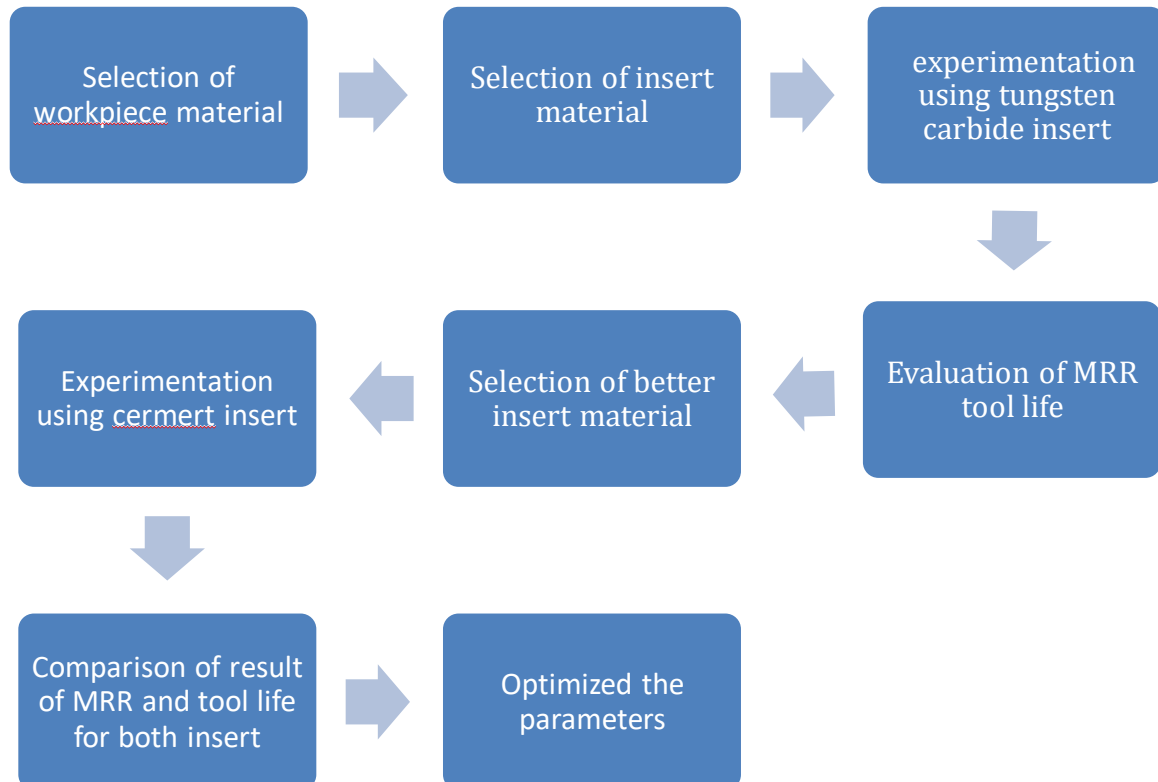 Selection of
workpiece material
Selection of insert
material
experimentation
using tungsten
carbide insert
Evaluation of MRR
tool life
Selection of better
insert material
Experimentation
using cermert insert
Comparison of result
of MRR and tool life
for both insert
Optimized the
parameters